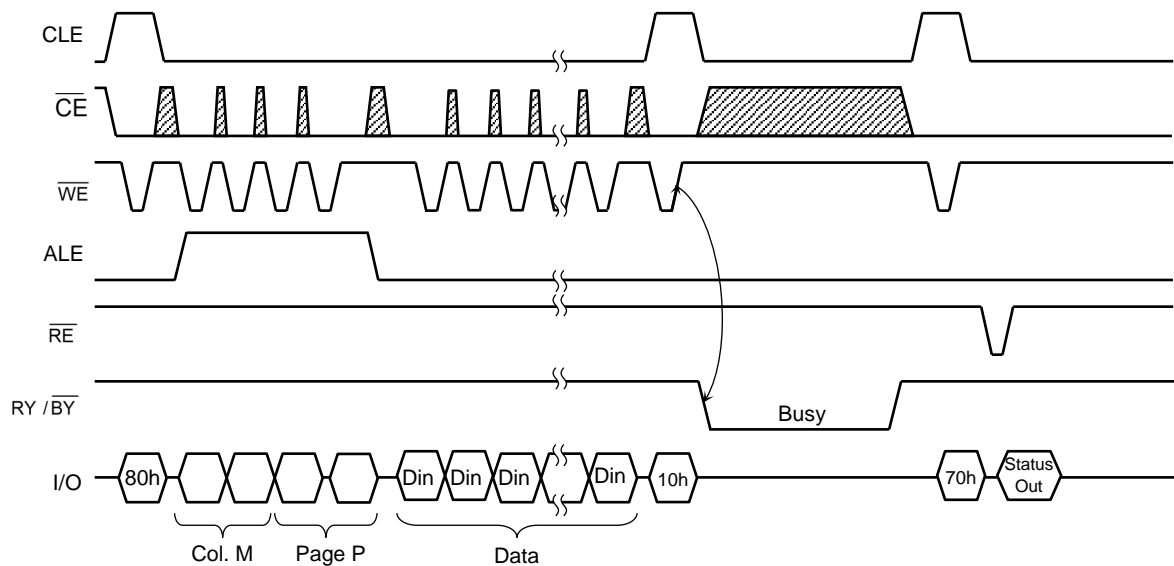 CLE
CE
WE
ALE
RE
RY / BY
Busy
I/O
80h
Din
Din
Din
Din
10h
70h
Status
Out
Col. M
Page P
Data